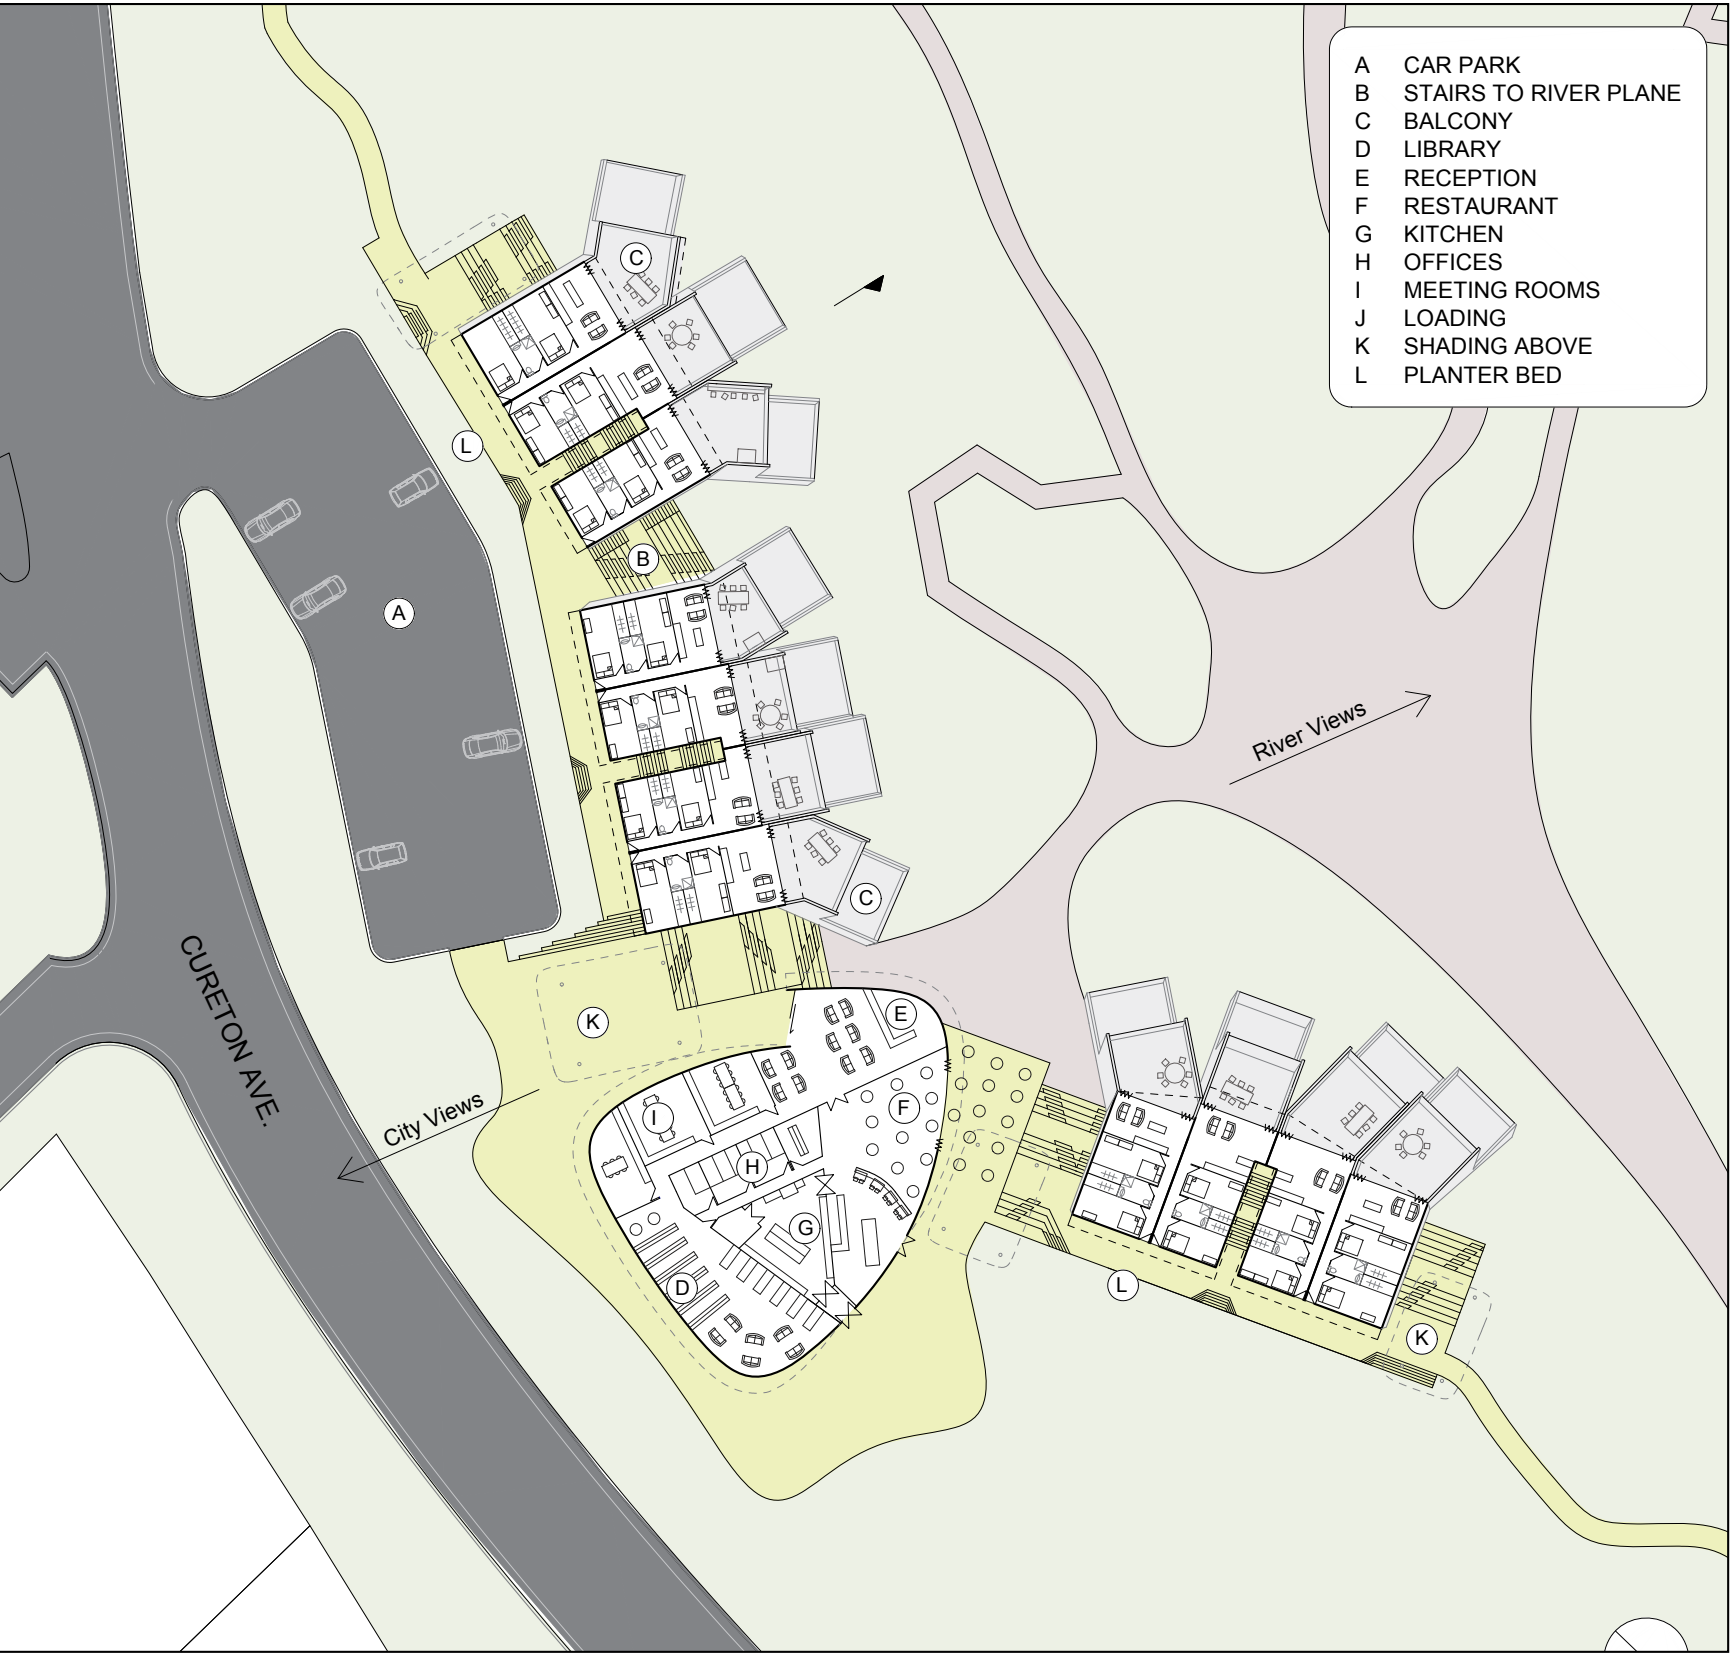 A CAR PARK
B STAIRS TO RIVER PLANE
C BALCONY
D LIBRARY
E RECEPTION
F RESTAURANT
G KITCHEN
H OFFICES
I MEETING ROOMS
J LOADING
K SHADING ABOVE
L PLANTER BED
C
L
B
A
River Views
C
CURETON AVE.
K
E
City Views
I
F
H
G
D
L
K